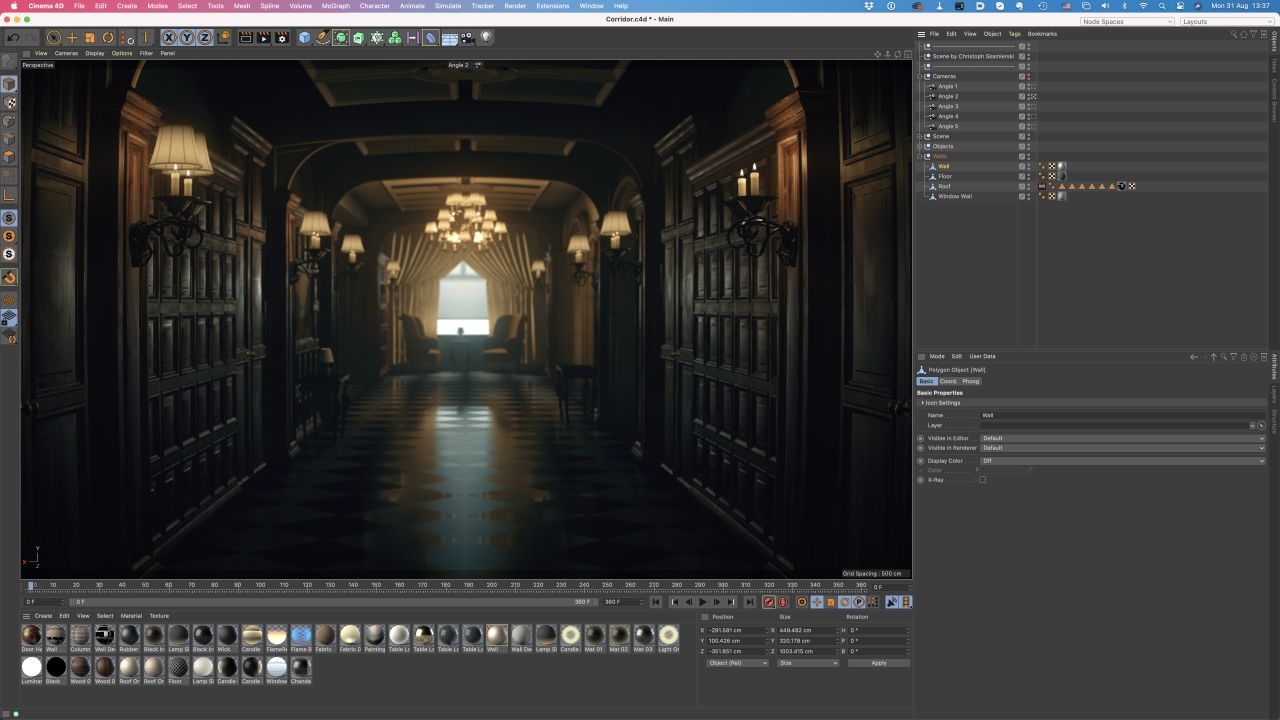 Cinema 4D File Edit Create Modes Select Tools Mesh Spline Volume MoGraph Character Animate Simulate Tracker Render Extensions Window Help Mon 31 Aug 13:37
Corridor.c4d * - Main
Node Spaces Layouts
View Cameras Display Options Filter Panel
Perspective
Angle 2
Grid Spacing : 500 cm
File Edit View Object Tags Bookmarks
Scene by Christoph Skamierski
Cameras
Angle 1
Angle 2
Angle 3
Angle 4
Angle 5
Scene
Objects
Walls
Wall
Floor
Roof
Window Wall
Objects
Takes
Content Browser
Mode Edit User Data
Polygon Object [Wall]
Basic Coord. Phong
Basic Properties
Icon Settings
Name Wall
Layer
Visible in Editor Default
Visible in Renderer Default
Display Color Off
Color
X-Ray
Attributes
Layers
Structure
0 10 20 30 40 50 60 70 80 90 100 110 120 130 140 150 160 170 180 190 200 210 220 230 240 250 260 270 280 290 300 310 320 330 340 350 360 0 F
0 F 0 F 360 F 360 F
Create Edit View Select Material Texture
Door Ha Wall Column Wall De Rubber Black In Lamp S Black In Wick Candle Flame Flame B Fabric Fabric 0 Painting Table La Table La Table La Table La Wall Wall De Lamp Sl Candle Mat 01 Mat 02 Mat 03 Light Or
Luminar Black Wood 0 Wood 0 Roof Or Roof Or Floor Lamp Sl Candle Candle Window Chande
Position Size Rotation
X -291.581 cm X 449.482 cm H 0 °
Y 100.426 cm Y 320.178 cm P 0 °
Z -351.851 cm Z 1003.415 cm B 0 °
Object (Rel) Size Apply